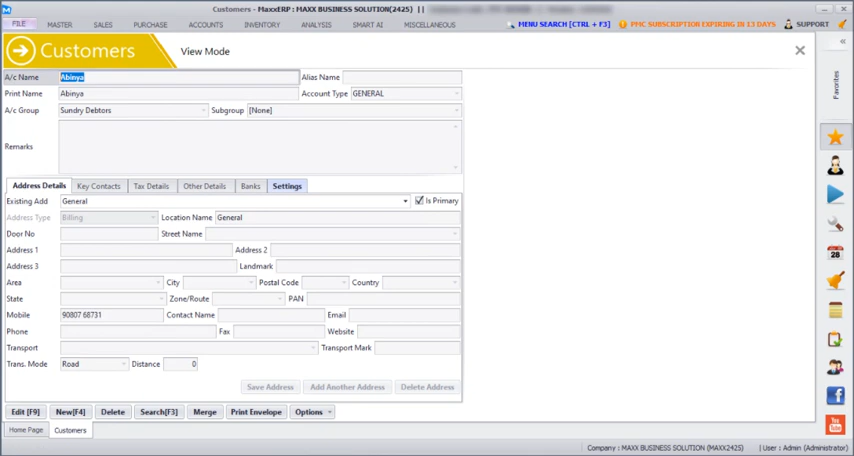 Customers - MaxxERP : MAXX BUSINESS SOLUTION(2425) ||
FILE MASTER SALES PURCHASE ACCOUNTS INVENTORY ANALYSIS SMART AI MISCELLANEOUS MENU SEARCH [CTRL + F3] PMC SUBSCRIPTION EXPIRING IN 13 DAYS SUPPORT
Customers View Mode
A/c Name Abinya Alias Name
Print Name Abinya Account Type GENERAL
A/c Group Sundry Debtors Subgroup [None]
Remarks
Address Details Key Contacts Tax Details Other Details Banks Settings
Existing Add General Is Primary
Address Type Billing Location Name General
Door No Street Name
Address 1 Address 2
Address 3 Landmark
Area City Postal Code Country
State Zone/Route PAN
Mobile 90807 68731 Contact Name Email
Phone Fax Website
Transport Transport Mark
Trans. Mode Road Distance 0
Save Address Add Another Address Delete Address
Edit [F9] New[F4] Delete Search[F3] Merge Print Envelope Options
Home Page Customers
Company : MAXX BUSINESS SOLUTION (MAXX2425) | User : Admin (Administrator)
Favorites
28
You
Tube